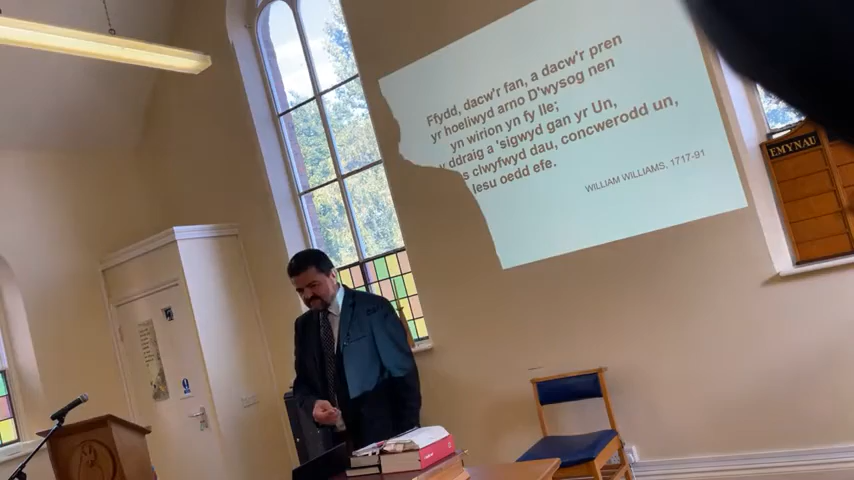 Ffydd, dacw'r fan, a dacw'r pren
yr hoeliwyd arno D'wysog nen
yn wirion yn fy lle;
ddraig a 'sigwyd gan yr Un,
s clwyfwyd dau, concwerodd un,
Iesu oedd efe.
WILLIAM WILLIAMS, 1717-91
EMYNAU